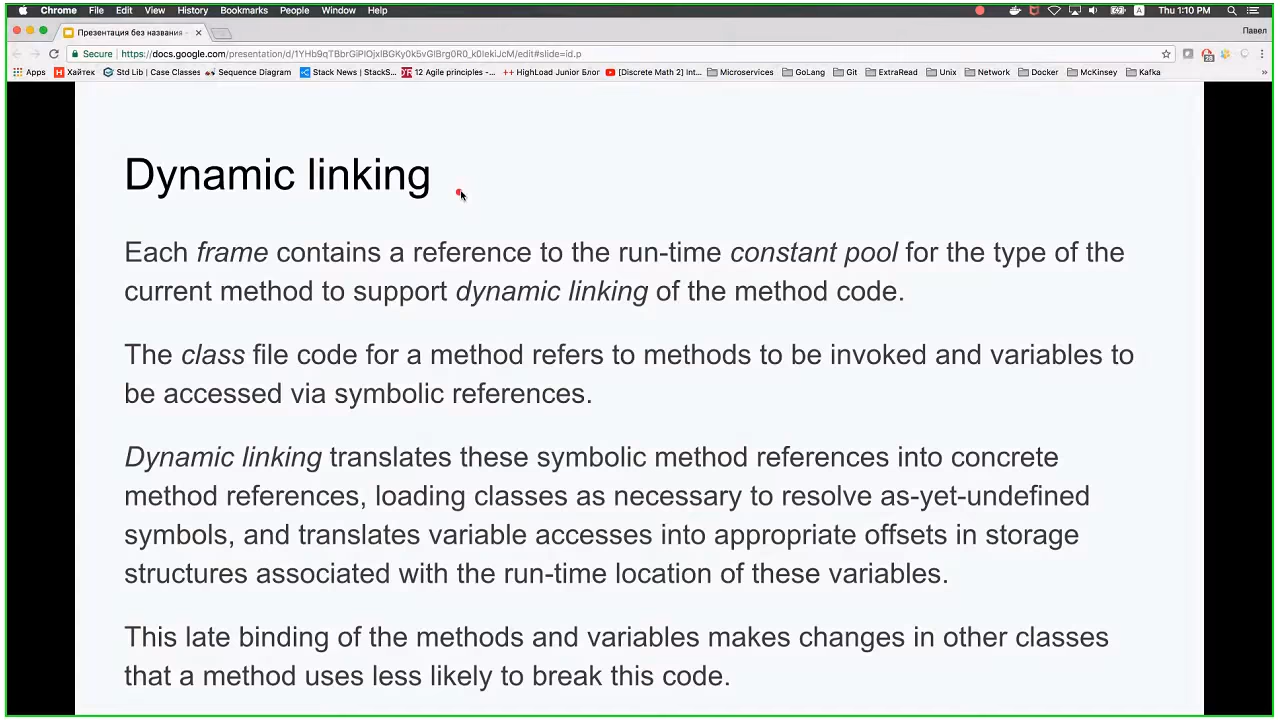 Chrome File Edit View History Bookmarks People Window Help A Thu 1:10 PM
Презентация без названия -
Павел
Secure https://docs.google.com/presentation/d/
Apps Хайтек Std Lib | Case Classes Sequence Diagram Stack News | StackS... 12 Agile principles -... HighLoad Junior Блог [Discrete Math 2] Int... Microservices GoLang Git ExtraRead Unix Network Docker McKinsey Kafka »
Dynamic linking
Each frame contains a reference to the run-time constant pool for the type of the
current method to support dynamic linking of the method code.
The class file code for a method refers to methods to be invoked and variables to
be accessed via symbolic references.
Dynamic linking translates these symbolic method references into concrete
method references, loading classes as necessary to resolve as-yet-undefined
symbols, and translates variable accesses into appropriate offsets in storage
structures associated with the run-time location of these variables.
This late binding of the methods and variables makes changes in other classes
that a method uses less likely to break this code.